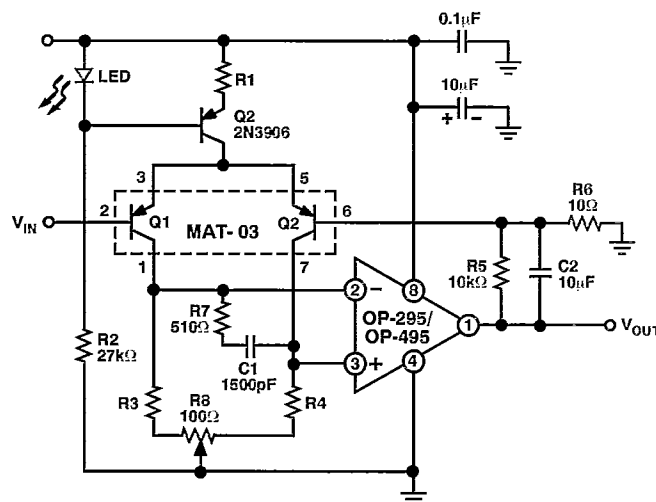 0.1μF
LED
R1
10μF
+ −
Q2
2N3906
3
5
R6
10Ω
2
6
VIN
Q1
MAT- 03
Q2
1
7
R5
10kΩ
C2
10μF
R7
510Ω
2 −
8
OP-295/
OP-495
1
VOUT
R2
27kΩ
C1
1500pF
3 +
4
R3
R8
100Ω
R4